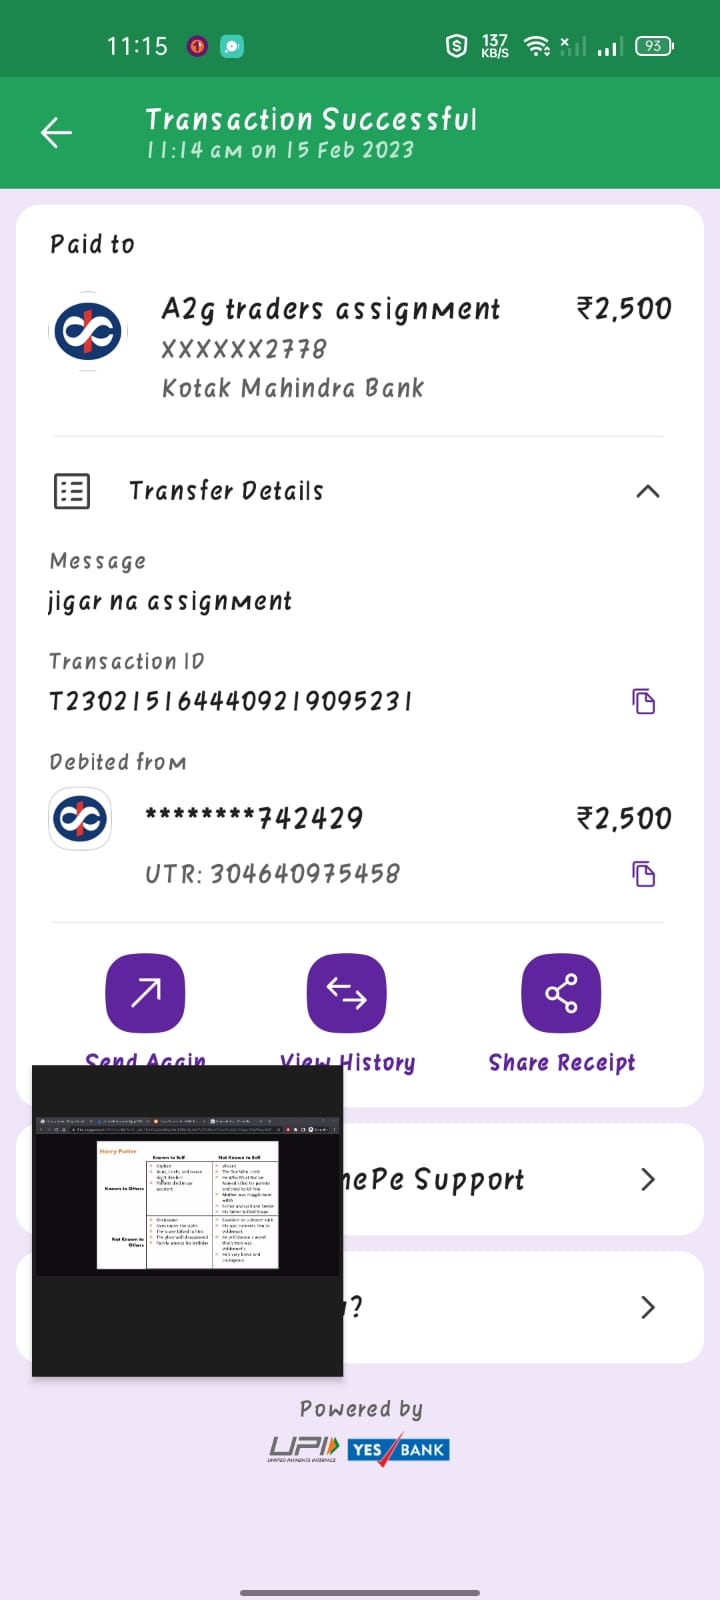 11:15
137
KB/S
93
Transaction Successful
11:14 am on 15 Feb 2023
Paid to
A2g traders assignment
₹2,500
XXXXXX2778
Kotak Mahindra Bank
Transfer Details
Message
jigar na assignment
Transaction ID
T2302151644409219095231
Debited from
********742429
₹2,500
UTR: 304640975458
Send Again
View History
Share Receipt
Harry Potter
Known to Self
Not Known to Self
Known to Others
Not Known to
Others
nePe Support
?
Powered by
UPI
UNIFIED PAYMENTS INTERFACE
YES BANK